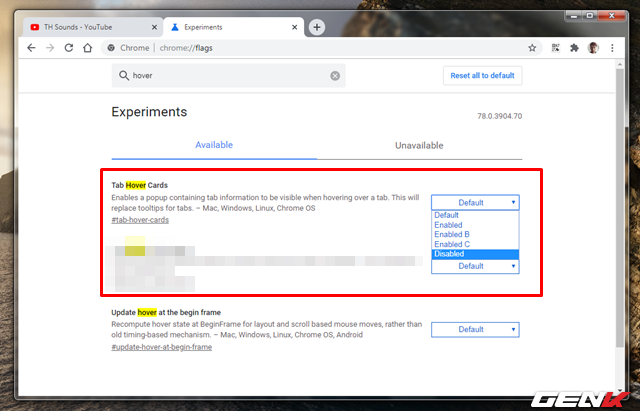 TH Sounds - YouTube
Experiments
Chrome | chrome://flags
hover
Reset all to default
Experiments
78.0.3904.70
Available
Unavailable
Tab Hover Cards
Enables a popup containing tab information to be visible when hovering over a tab. This will
replace tooltips for tabs. – Mac, Windows, Linux, Chrome OS
#tab-hover-cards
Default
Default
Enabled
Enabled B
Enabled C
Disabled
Default
Update hover at the begin frame
Recompute hover state at BeginFrame for layout and scroll based mouse moves, rather than
old timing-based mechanism. – Mac, Windows, Linux, Chrome OS, Android
#update-hover-at-begin-frame
Default
GENK